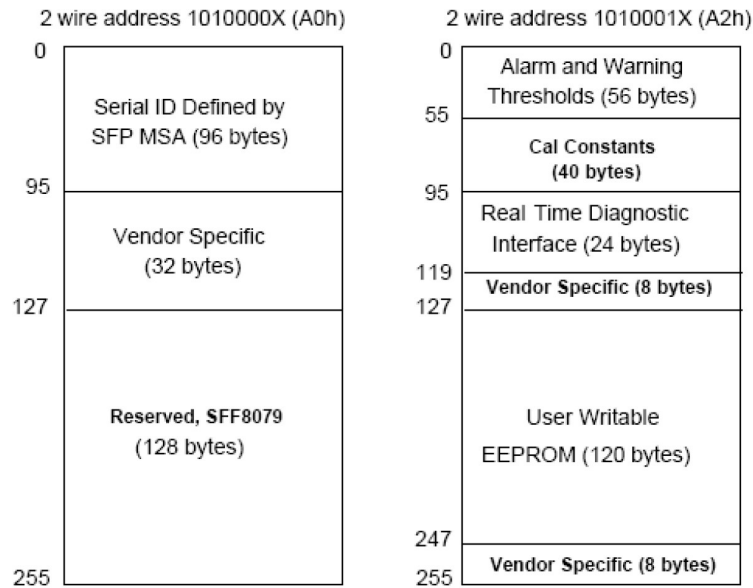 2 wire address 1010000X (A0h)
0
Serial ID Defined by
SFP MSA (96 bytes)
95
Vendor Specific
(32 bytes)
127
Reserved, SFF8079
(128 bytes)
255
2 wire address 1010001X (A2h)
0
Alarm and Warning
Thresholds (56 bytes)
55
Cal Constants
(40 bytes)
95
Real Time Diagnostic
Interface (24 bytes)
119
Vendor Specific (8 bytes)
127
User Writable
EEPROM (120 bytes)
247
Vendor Specific (8 bytes)
255